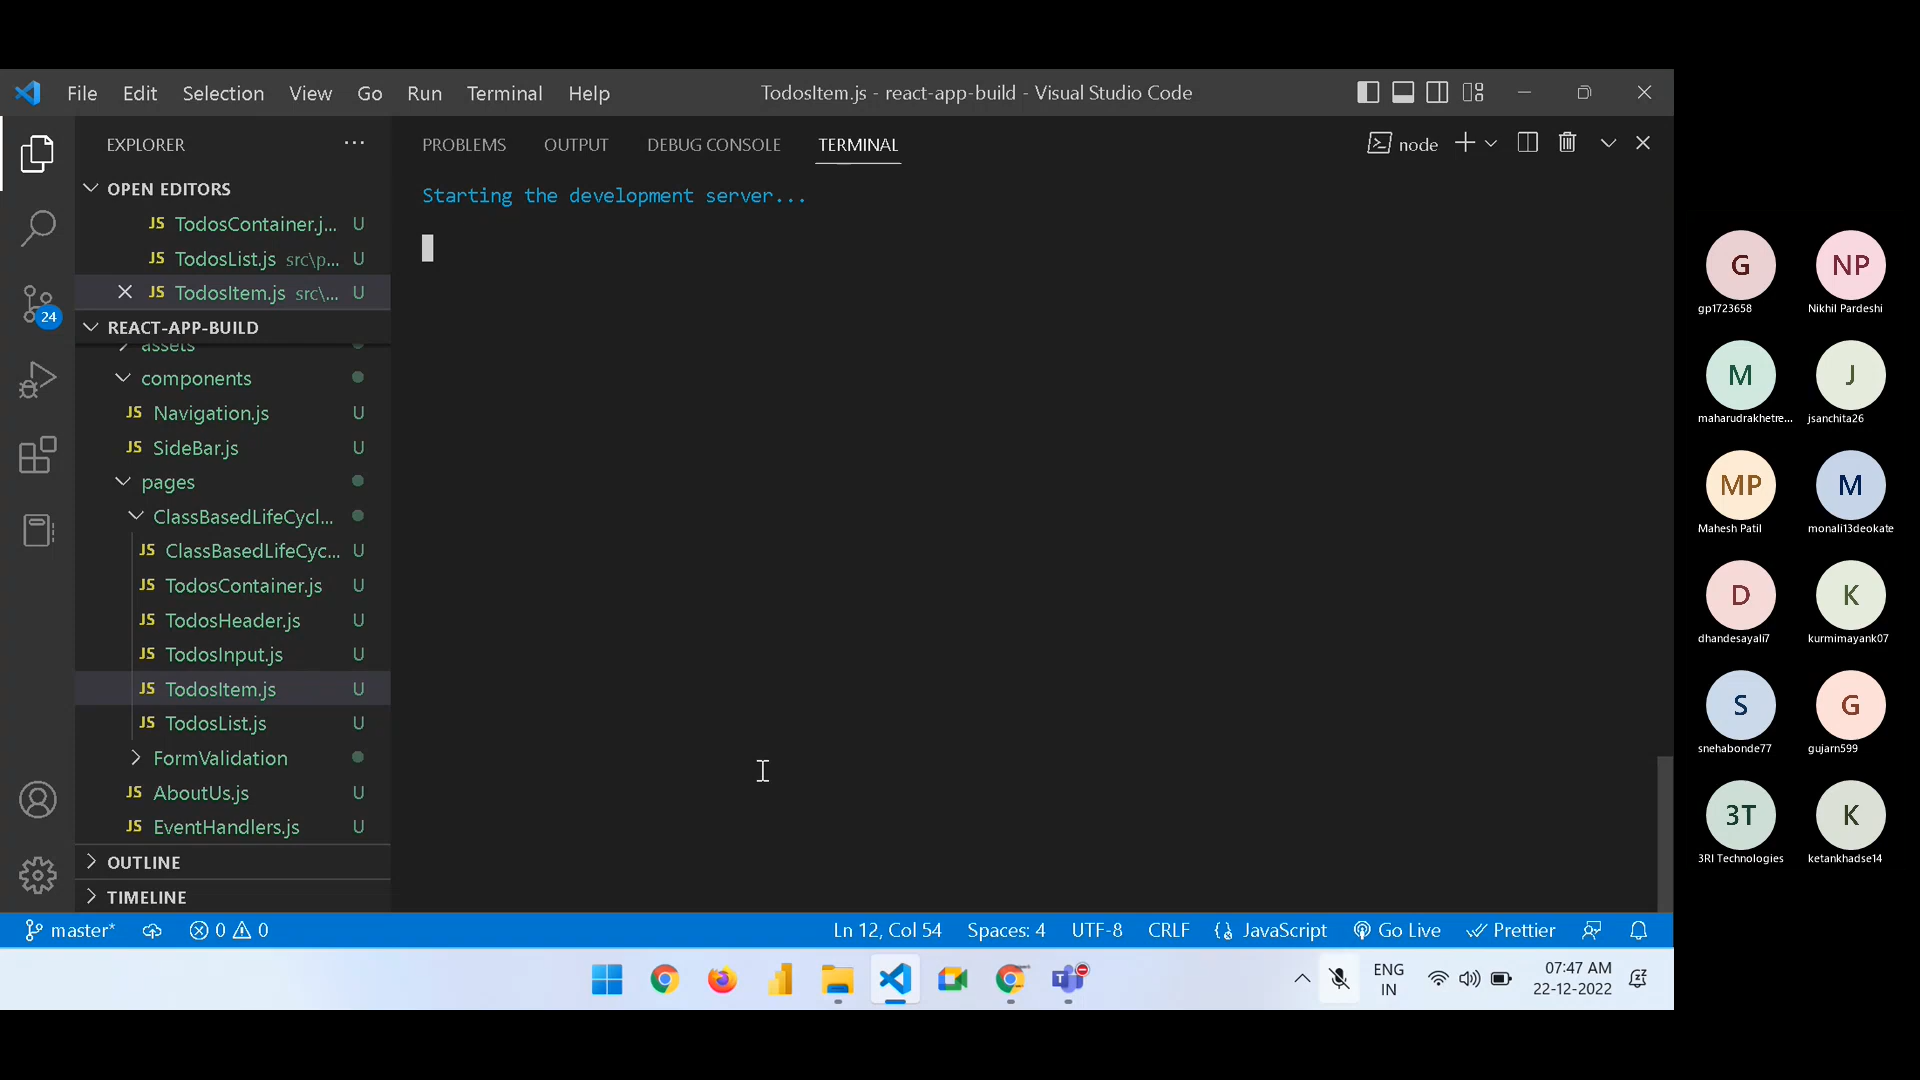 File Edit Selection View Go Run Terminal Help
TodosItem.js - react-app-build - Visual Studio Code
EXPLORER
OPEN EDITORS
JS TodosContainer.j... U
JS TodosList.js src\p... U
JS TodosItem.js src\... U
REACT-APP-BUILD
assets
components
JS Navigation.js U
JS SideBar.js U
pages
ClassBasedLifeCycl...
JS ClassBasedLifeCyc... U
JS TodosContainer.js U
JS TodosHeader.js U
JS TodosInput.js U
JS TodosItem.js U
JS TodosList.js U
FormValidation
JS AboutUs.js U
JS EventHandlers.js U
OUTLINE
TIMELINE
24
PROBLEMS OUTPUT DEBUG CONSOLE TERMINAL
node
Starting the development server...
master* 0 0
Ln 12, Col 54 Spaces: 4 UTF-8 CRLF JavaScript Go Live Prettier
ENG
IN
07:47 AM
22-12-2022
G NP
gp1723658 Nikhil Pardeshi
M J
maharudrakhetre... jsanchita26
MP M
Mahesh Patil monali13deokate
D K
dhandesayali7 kurmimayank07
S G
snehabonde77 gujarn599
3T K
3RI Technologies ketankhadse14